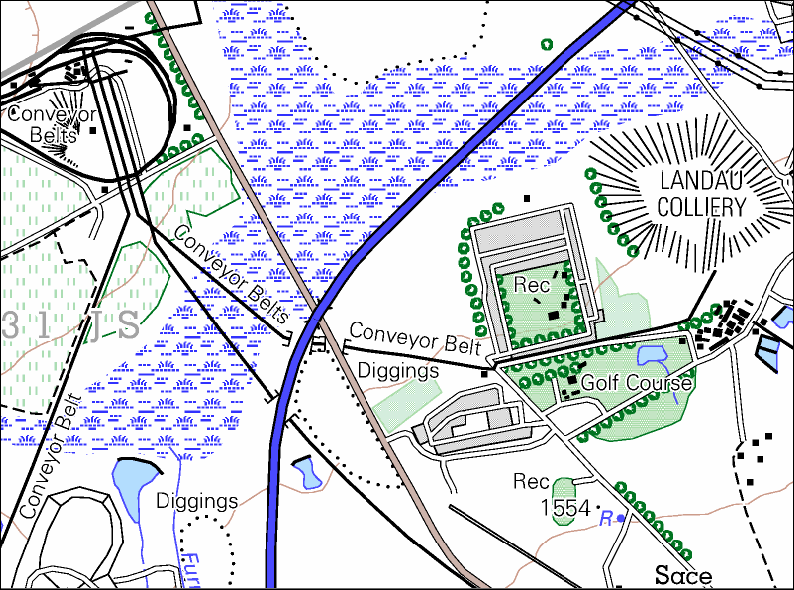 Conveyor
Belts
LANDAU
COLLIERY
Conveyor Belts
Rec
31 JS
Conveyor Belt
Diggings
Golf Course
Conveyor Belt
Diggings
Rec
1554
R
Furr
Sace